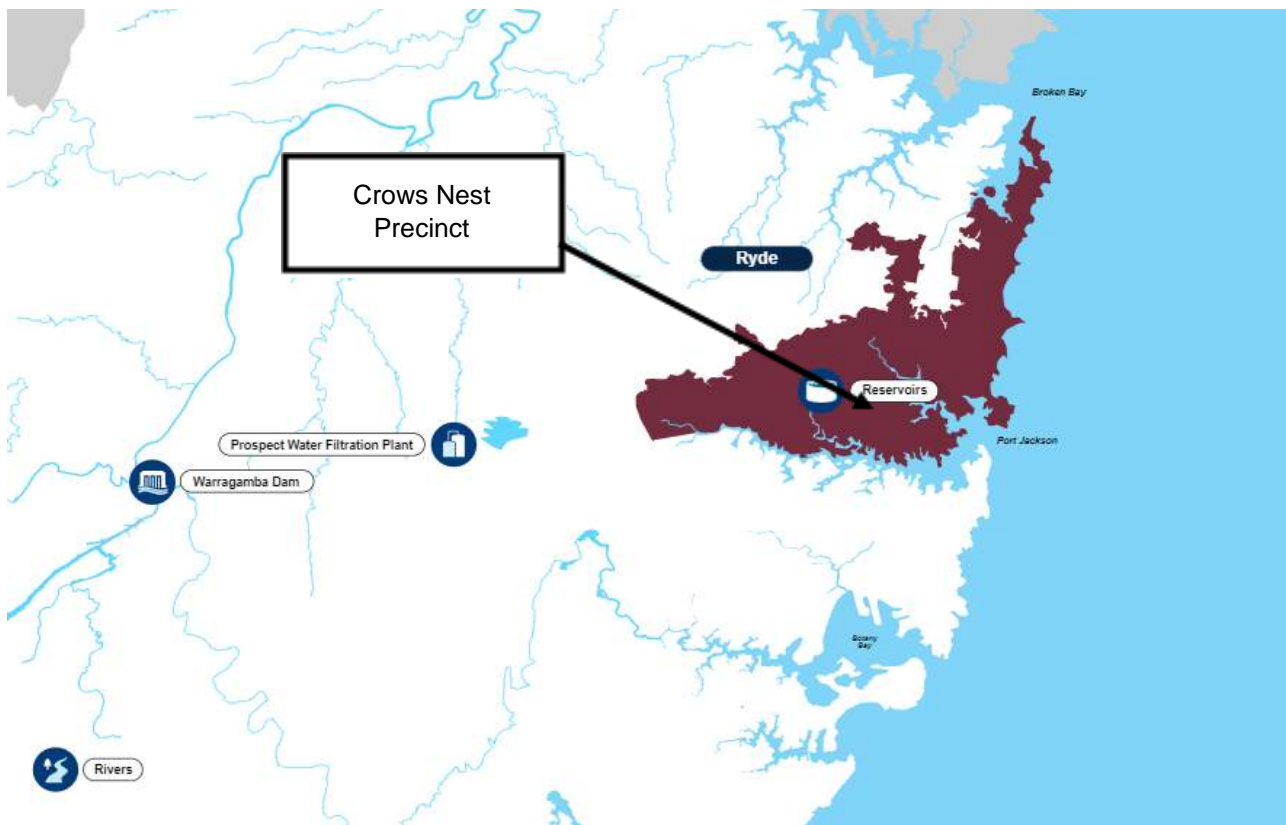 Broken Bay
Crows Nest
Precinct
Ryde
Reservoirs
Prospect Water Filtration Plant
Port Jackson
Warragamba Dam
Botany
Bay
Rivers